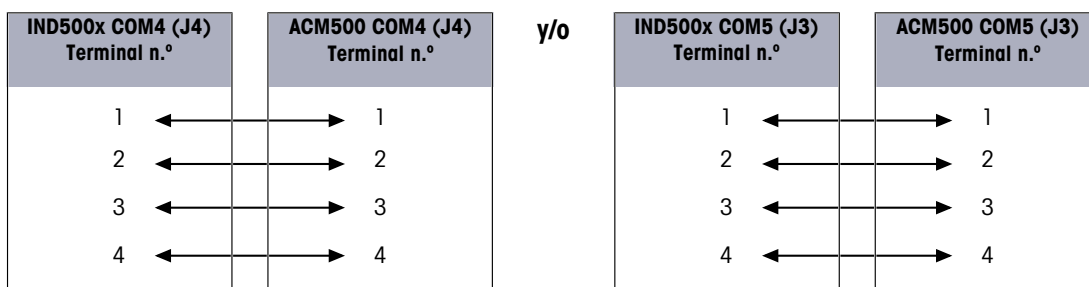 IND500x COM4 (J4)
Terminal n.º
ACM500 COM4 (J4)
Terminal n.º
1 1
2 2
3 3
4 4
y/o
IND500x COM5 (J3)
Terminal n.º
ACM500 COM5 (J3)
Terminal n.º
1 1
2 2
3 3
4 4